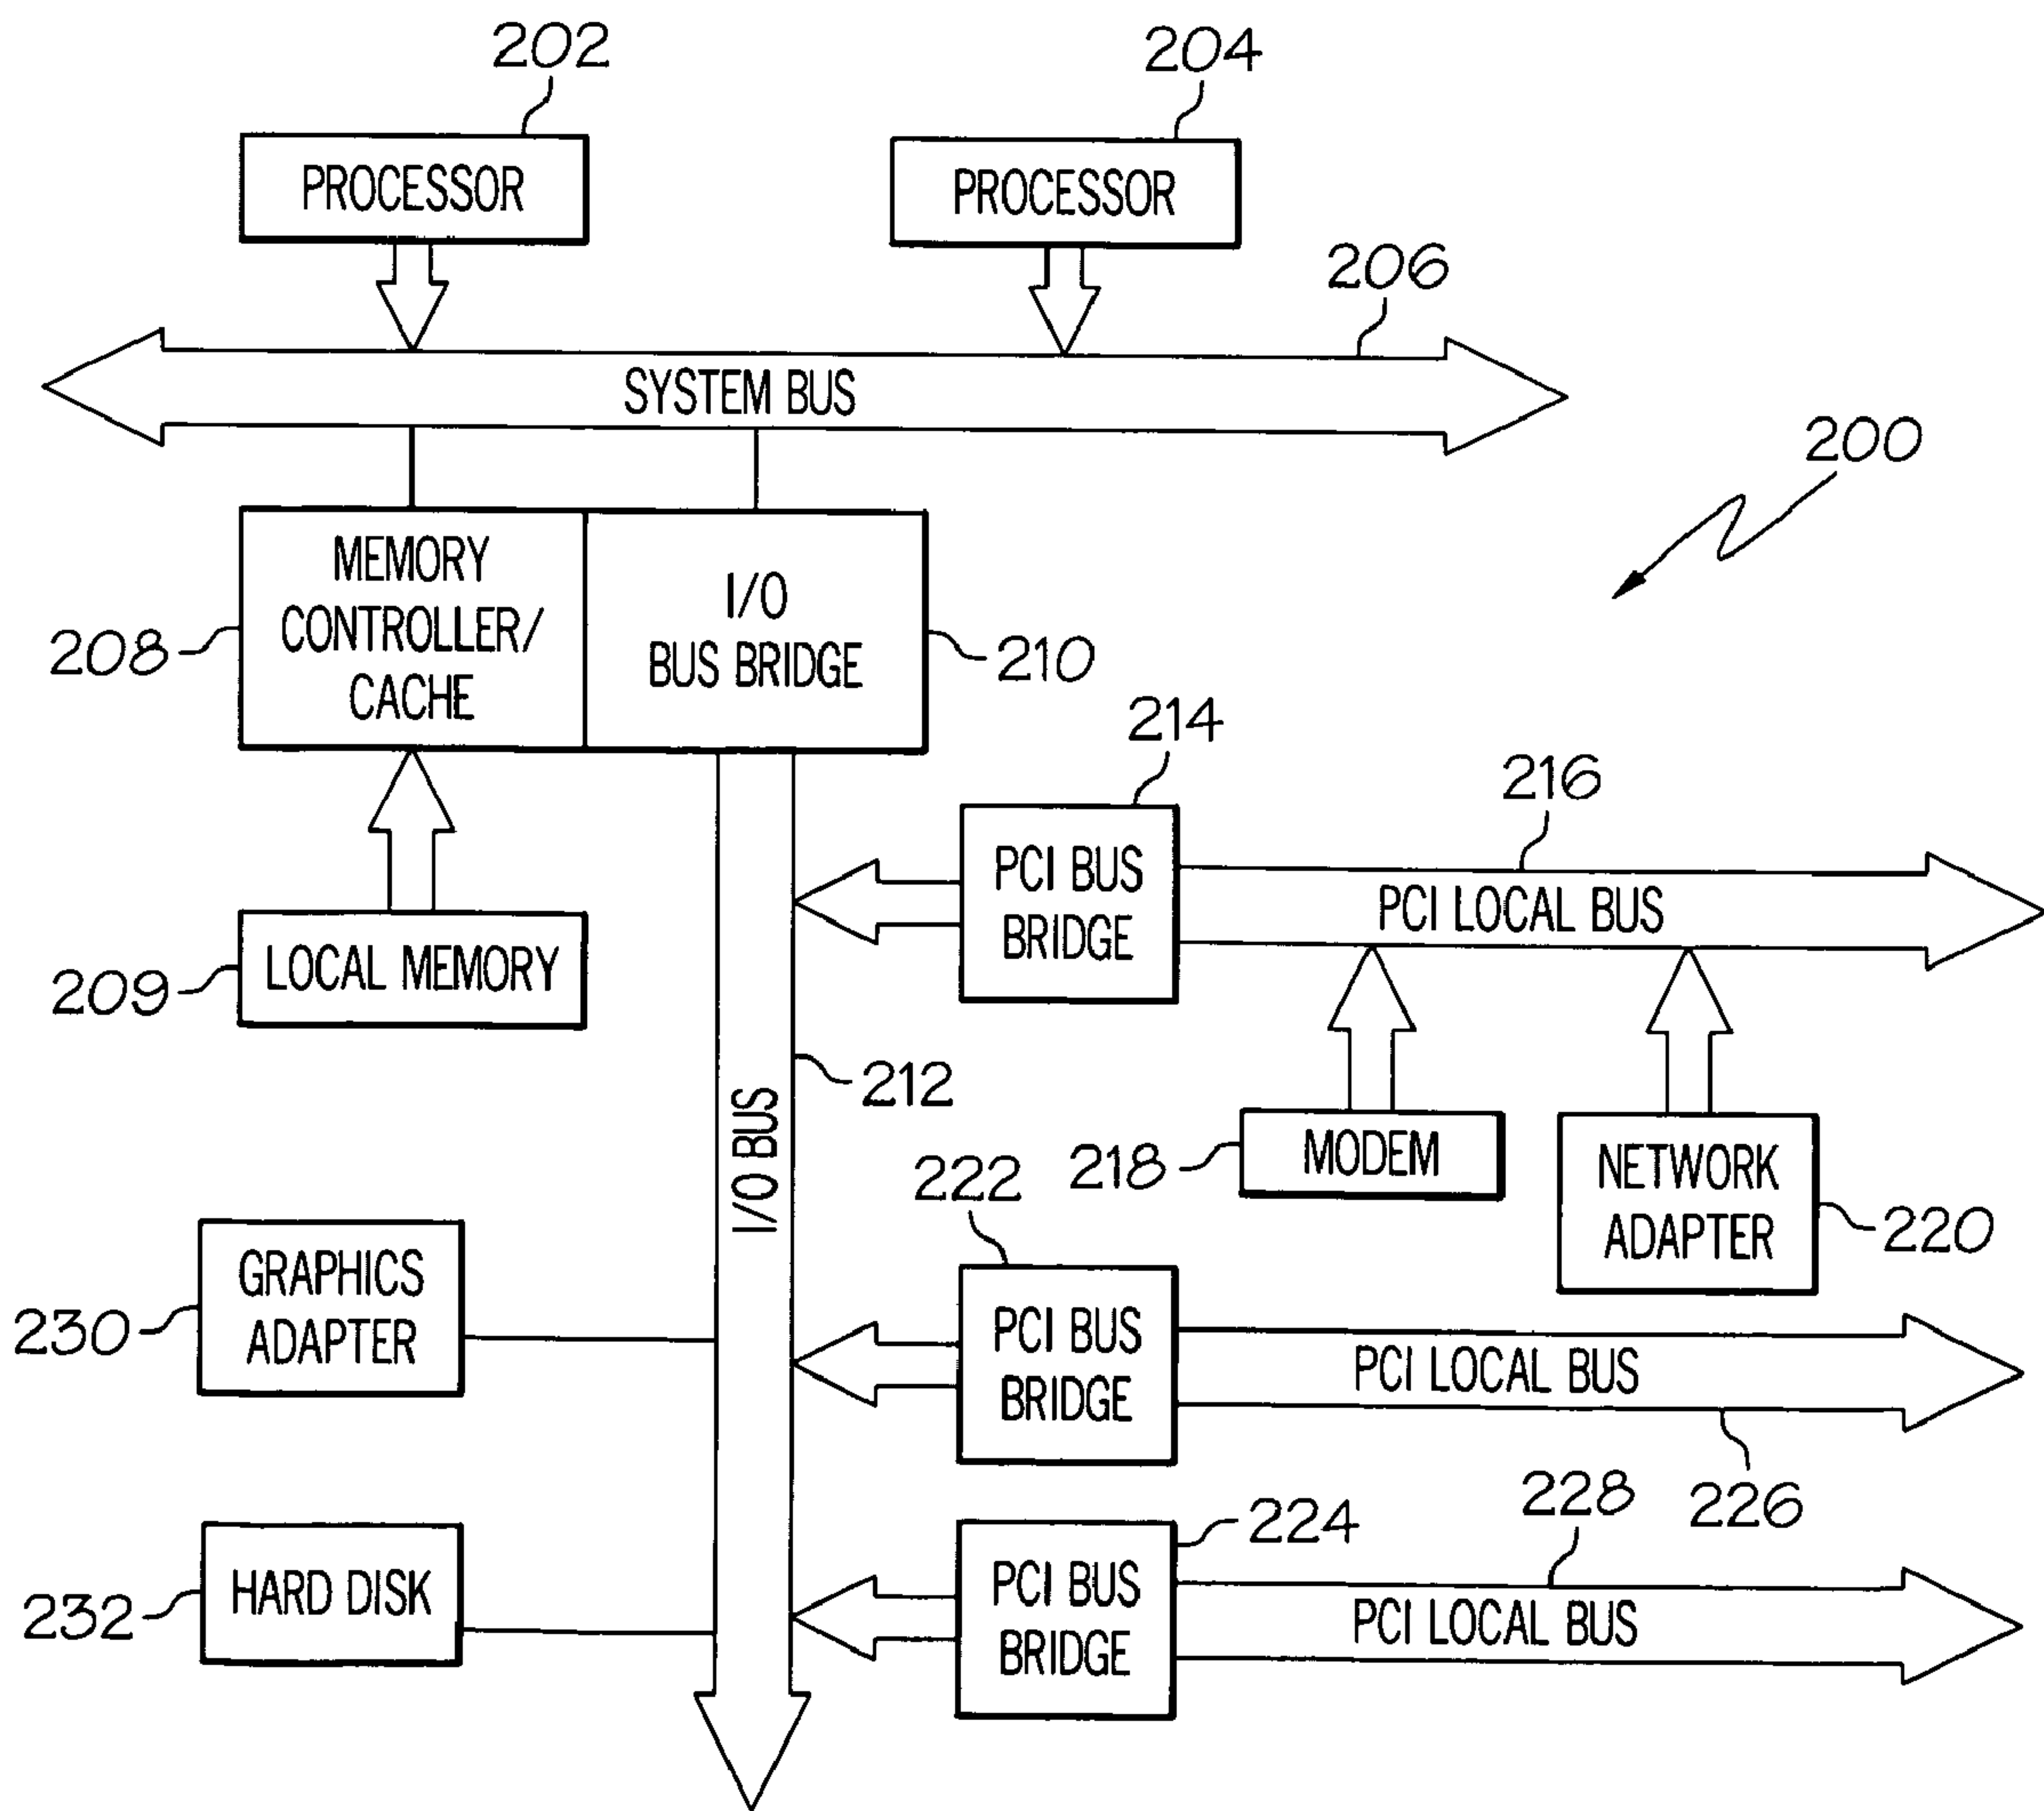 202
204
PROCESSOR
PROCESSOR
206
SYSTEM BUS
200
MEMORY
CONTROLLER/
CACHE
I/O
BUS BRIDGE
208
210
214
216
PCI BUS
BRIDGE
PCI LOCAL BUS
LOCAL MEMORY
209
212
I/O BUS
218
MODEM
NETWORK
ADAPTER
220
222
GRAPHICS
ADAPTER
230
PCI BUS
BRIDGE
PCI LOCAL BUS
226
228
224
HARD DISK
232
PCI BUS
BRIDGE
PCI LOCAL BUS